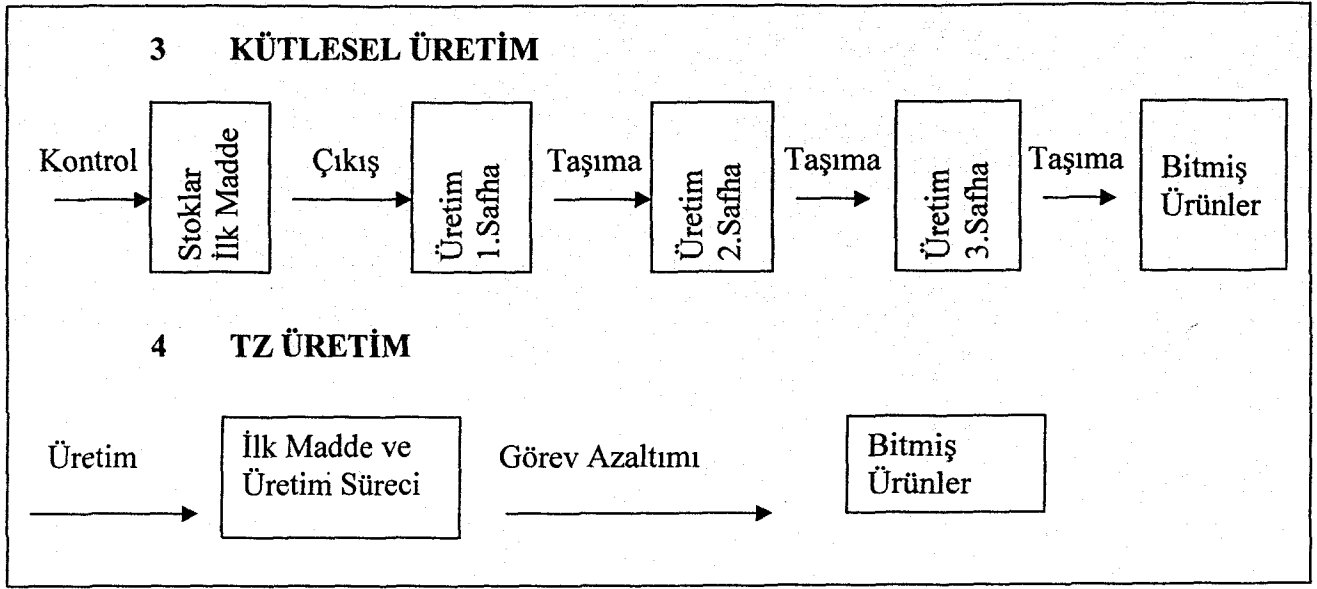 3 KÜTLESEL ÜRETİM
Kontrol
Stoklar
İlk Madde
Çıkış
Üretim
1.Safha
Taşıma
Üretim
2.Safha
Taşıma
Üretim
3.Safha
Taşıma
Bitmiş
Ürünler
4 TZ ÜRETİM
Üretim
İlk Madde ve
Üretim Süreci
Görev Azaltımı
Bitmiş
Ürünler